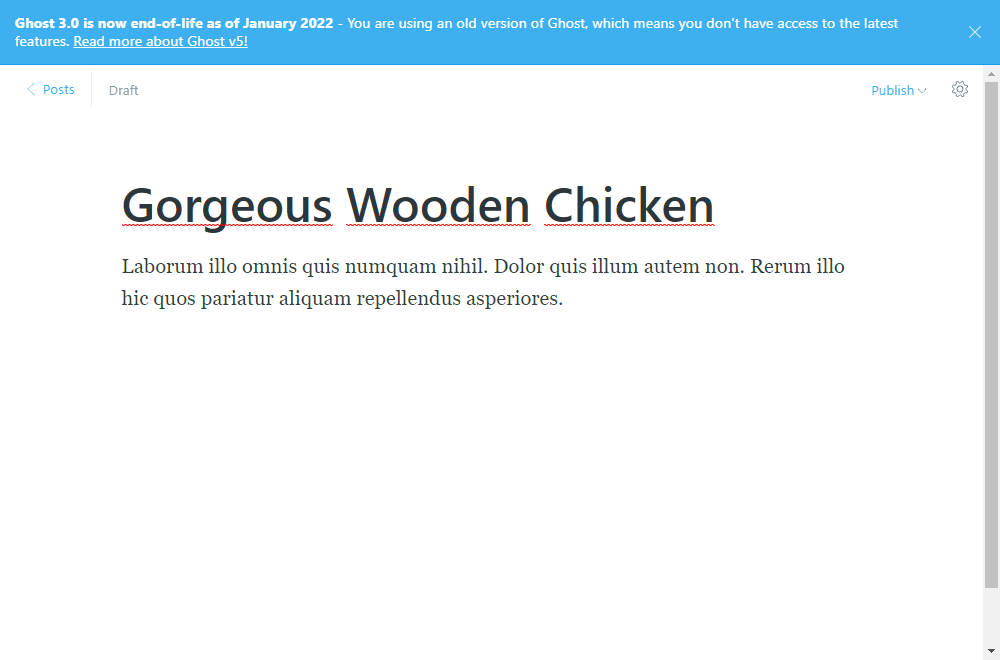 Ghost 3.0 is now end-of-life as of January 2022 - You are using an old version of Ghost, which means you don't have access to the latest
features. Read more about Ghost v5!
Posts
Draft
Publish
Gorgeous Wooden Chicken
Laborum illo omnis quis numquam nihil. Dolor quis illum autem non. Rerum illo
hic quos pariatur aliquam repellendus asperiores.